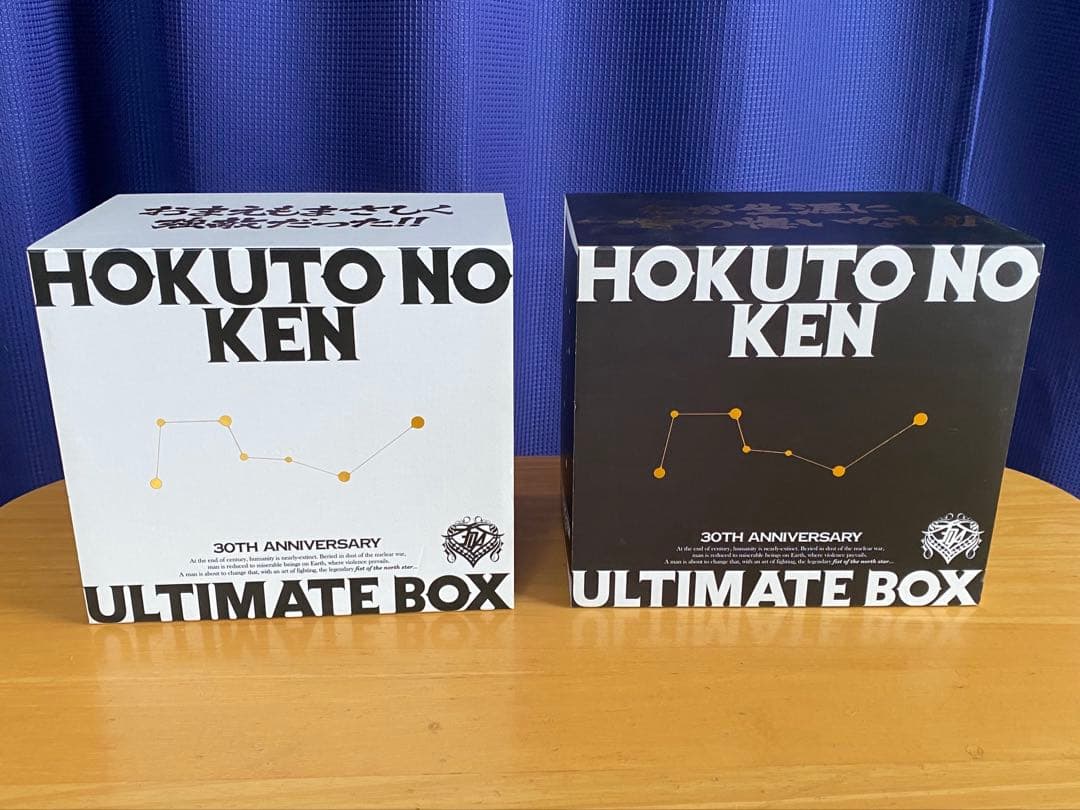 おまえもまさしく
強敵だった!!
HOKUTO NO
KEN
30TH ANNIVERSARY
At the end of century, humanity is nearly-extinct. Beried in dust of the nuclear war,
man is reduced to miserable beings on Earth, where violence prevails.
A man is about to change that, with an art of fighting, the legendary fist of the north star...
ULTIMATE BOX
HOKUTO NO
KEN
30TH ANNIVERSARY
At the end of century, humanity is nearly-extinct. Beried in dust of the nuclear war,
man is reduced to miserable beings on Earth, where violence prevails.
A man is about to change that, with an art of fighting, the legendary fist of the north star...
ULTIMATE BOX